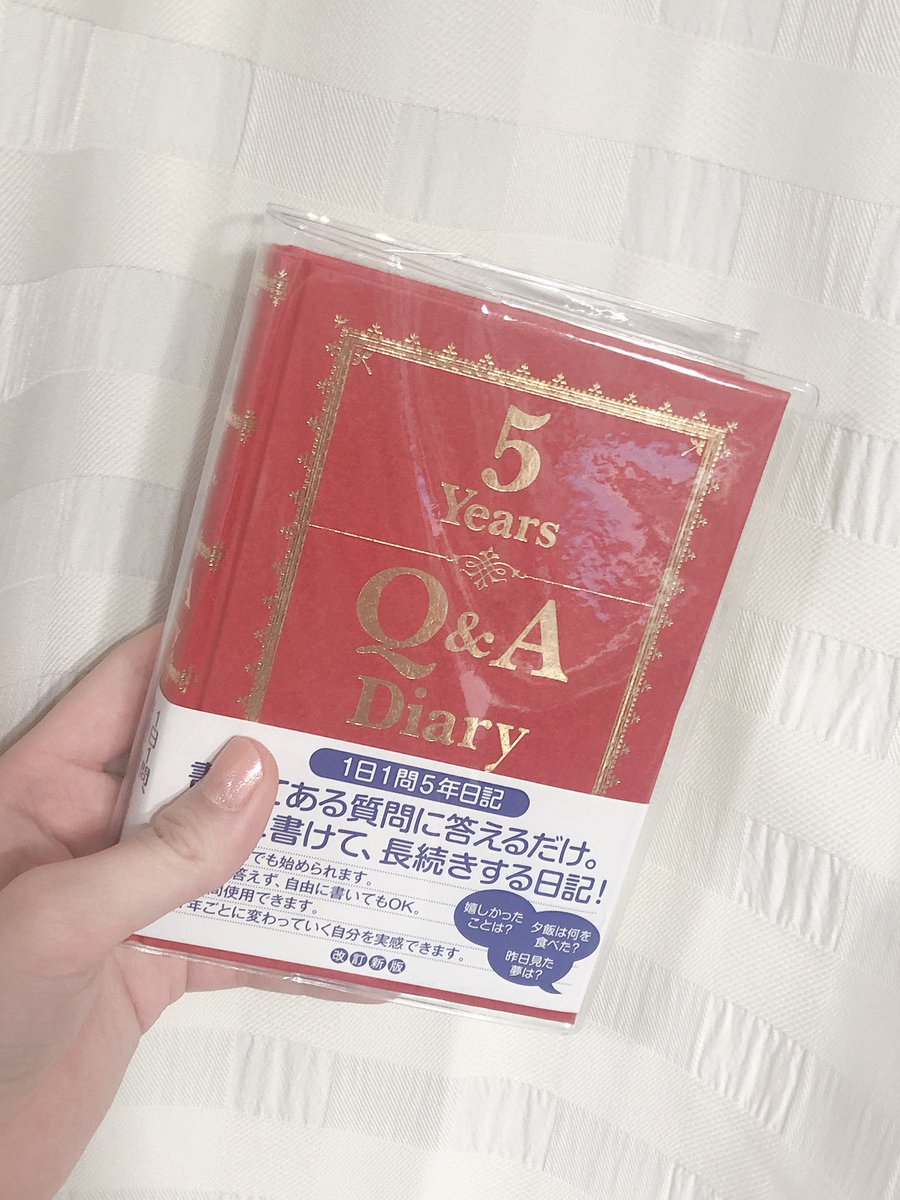 5
Years
Q&A
Diary
1日1問5年日記
てある質問に答えるだけ。
書けて、長続きする日記!
でも始められます。
答えず、自由に書いてもOK。
使用できます。
年ごとに変わっていく自分を実感できます。
改訂新版
嬉しかった
ことは?
夕飯は何を
食べた?
昨日見た
夢は?
1日1問